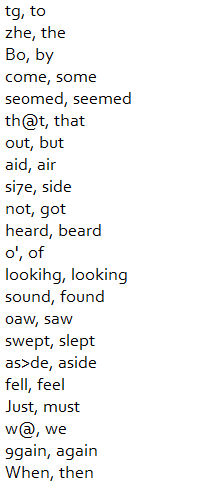 tg, to
zhe, the
Bo, by
come, some
seomed, seemed
th@t, that
out, but
aid, air
si7e, side
not, got
heard, beard
o', of
lookihg, looking
sound, found
oaw, saw
swept, slept
as>de, aside
fell, feel
Just, must
w@, we
9gain, again
When, then